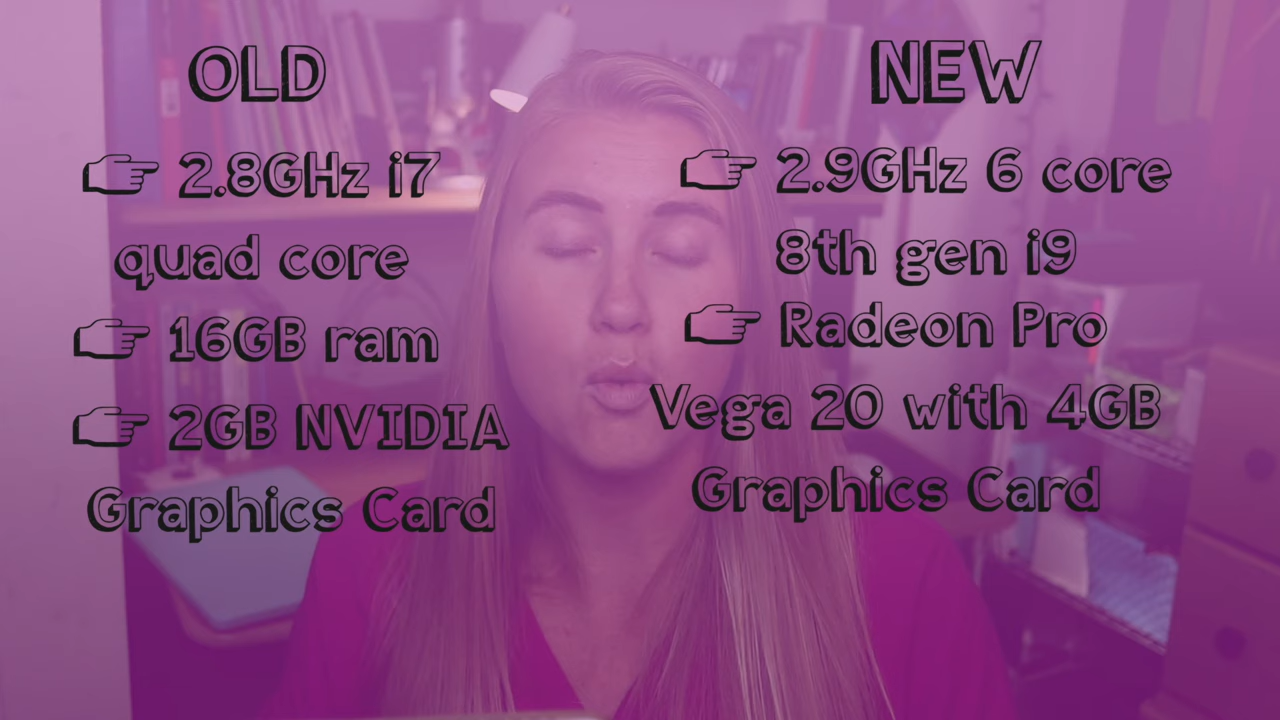 OLD
☞ 2.8GHz i7
quad core
☞ 16GB ram
☞ 2GB NVIDIA
Graphics Card
NEW
☞ 2.9GHz 6 core
8th gen i9
☞ Radeon Pro
Vega 20 with 4GB
Graphics Card